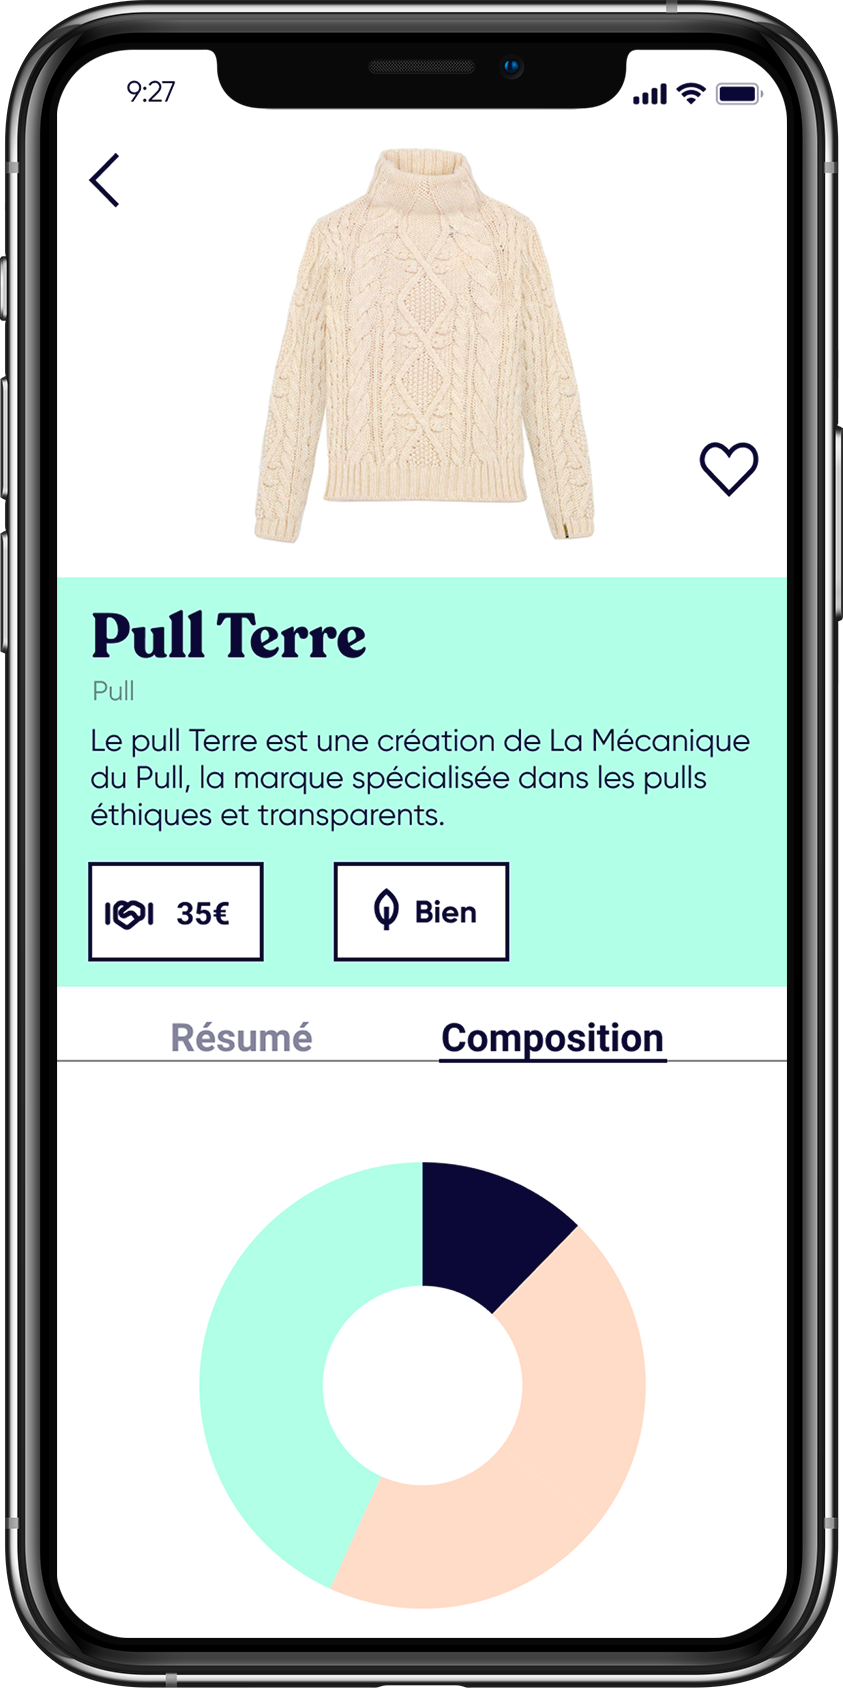 9:27
Pull Terre
Pull
Le pull Terre est une création de La Mécanique
du Pull, la marque spécialisée dans les pulls
éthiques et transparents.
35€
Bien
Résumé
Composition